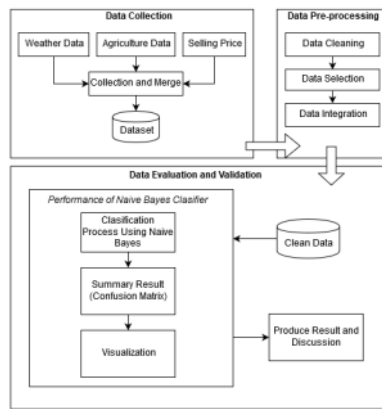 Data Collection
Weather Data
Agriculture Data
Selling Price
Collection and Merge
Dataset
Data Pre-processing
Data Cleaning
Data Selection
Data Integration
Data Evaluation and Validation
Performance of Naive Bayes Clasifier
Clasification
Process Using Naive
Bayes
Summary Result
(Confusion Matrix)
Visualization
Clean Data
Produce Result and
Discussion